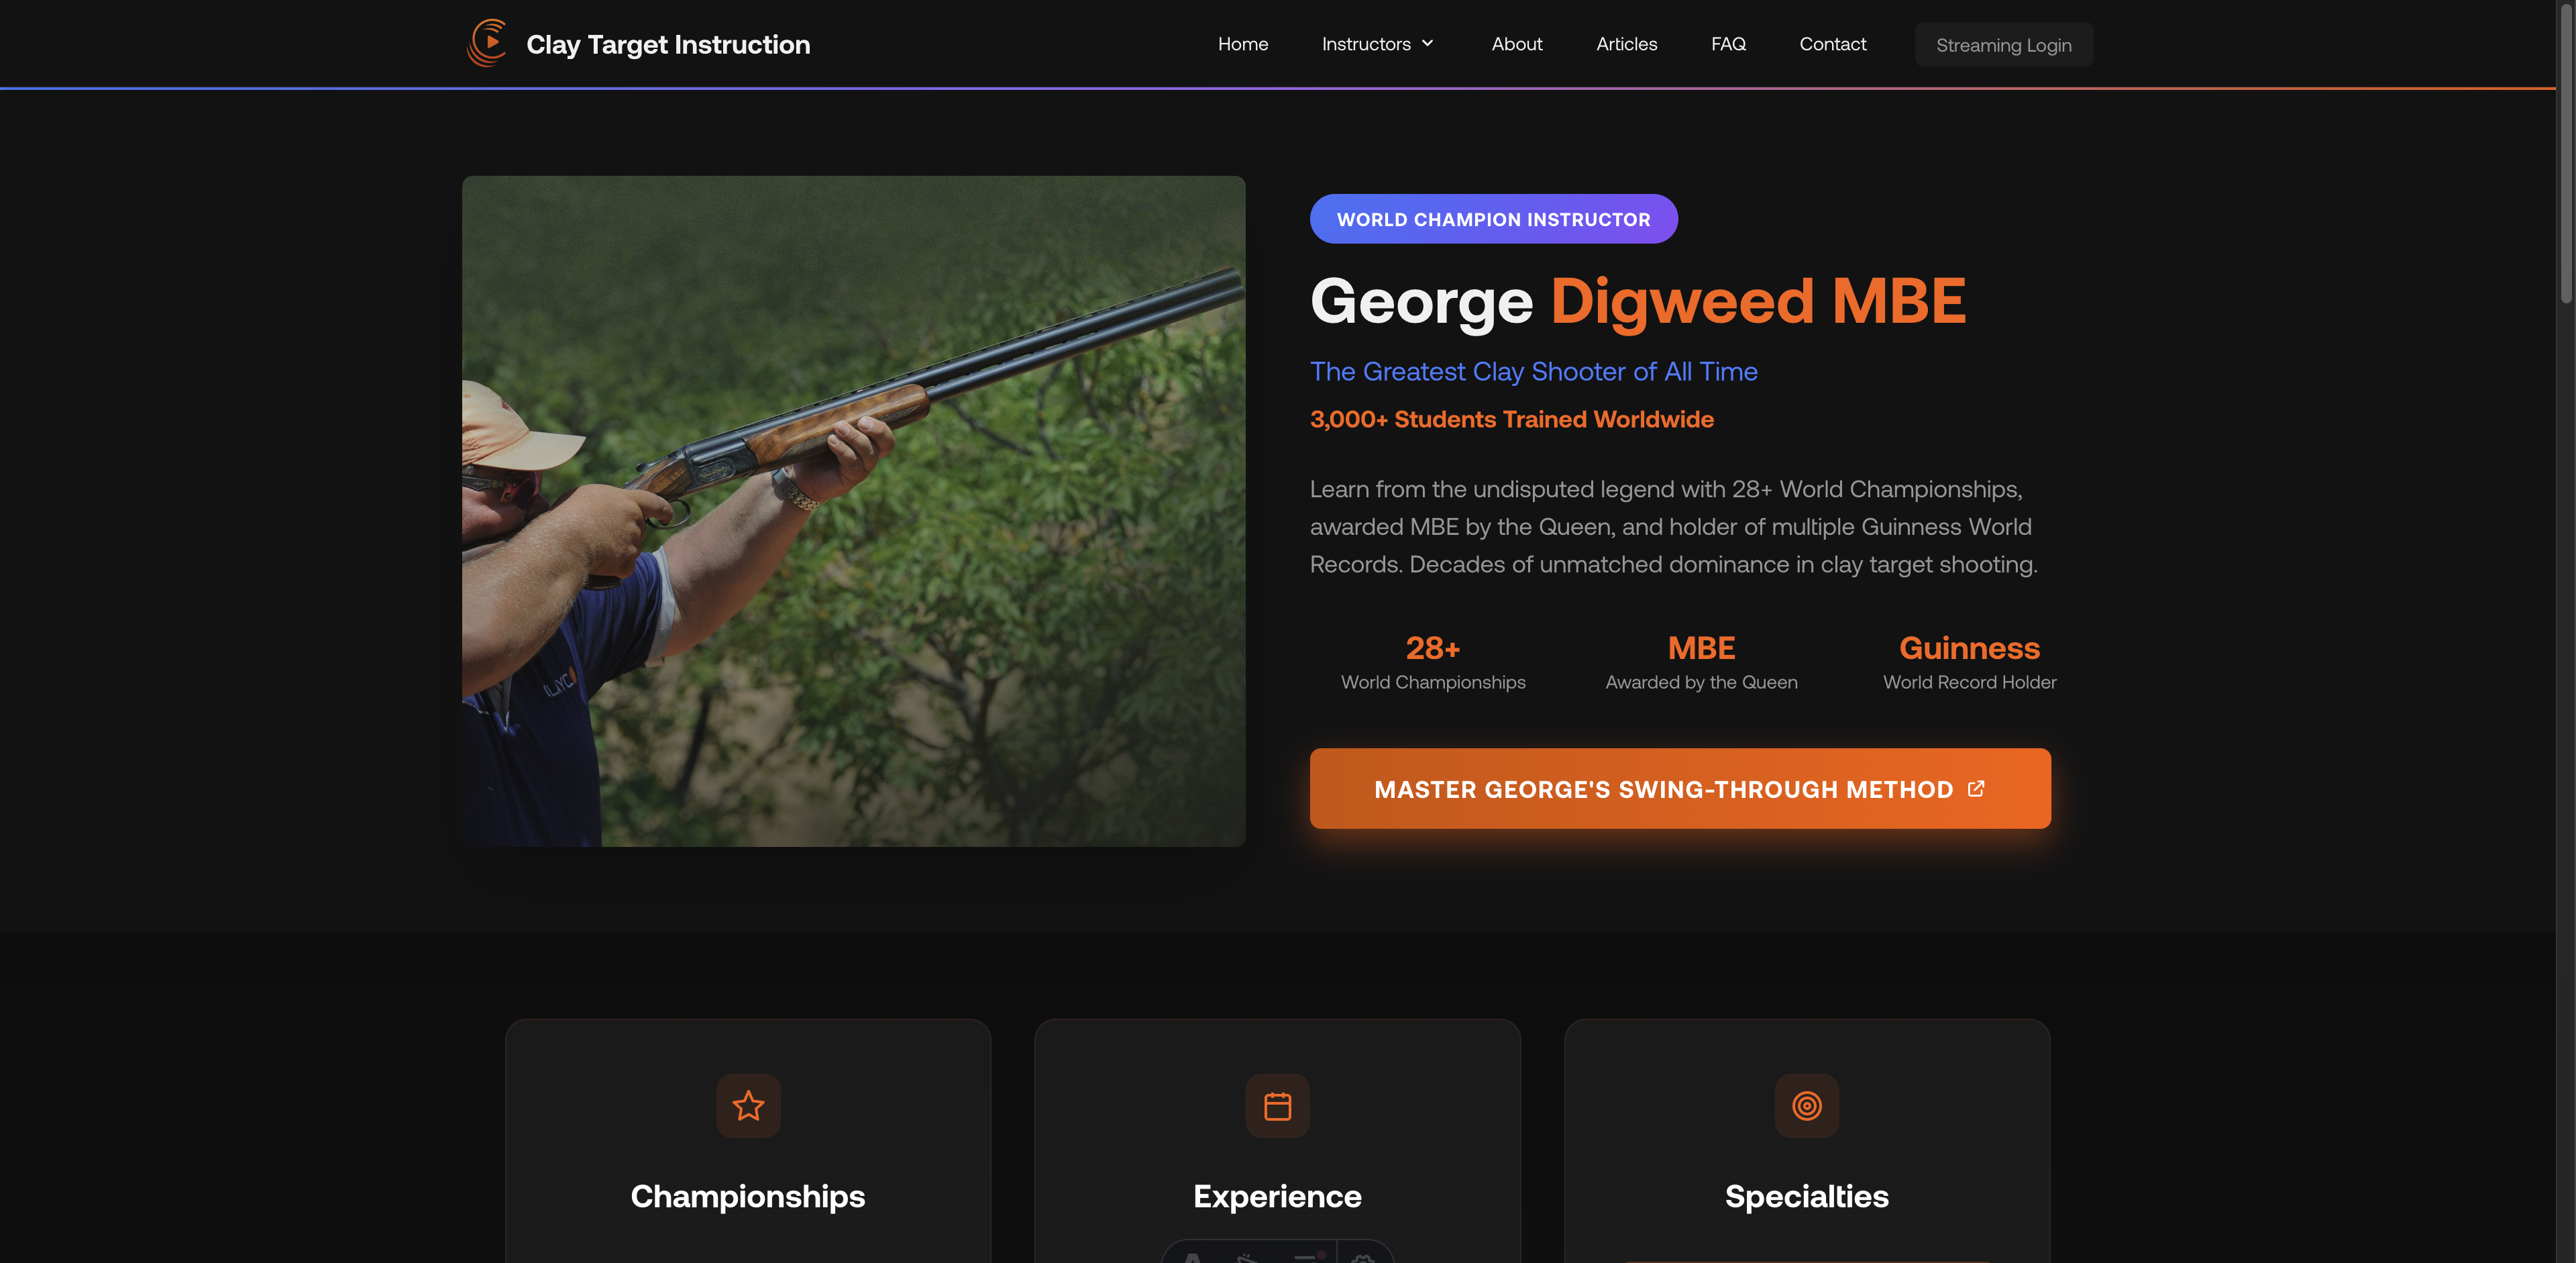 Clay Target Instruction
Home
Instructors
About
Articles
FAQ
Contact
Streaming Login
WORLD CHAMPION INSTRUCTOR
George Digweed MBE
The Greatest Clay Shooter of All Time
3,000+ Students Trained Worldwide
Learn from the undisputed legend with 28+ World Championships,
awarded MBE by the Queen, and holder of multiple Guinness World
Records. Decades of unmatched dominance in clay target shooting.
28+
World Championships
MBE
Awarded by the Queen
Guinness
World Record Holder
MASTER GEORGE'S SWING-THROUGH METHOD
Championships
Experience
Specialties